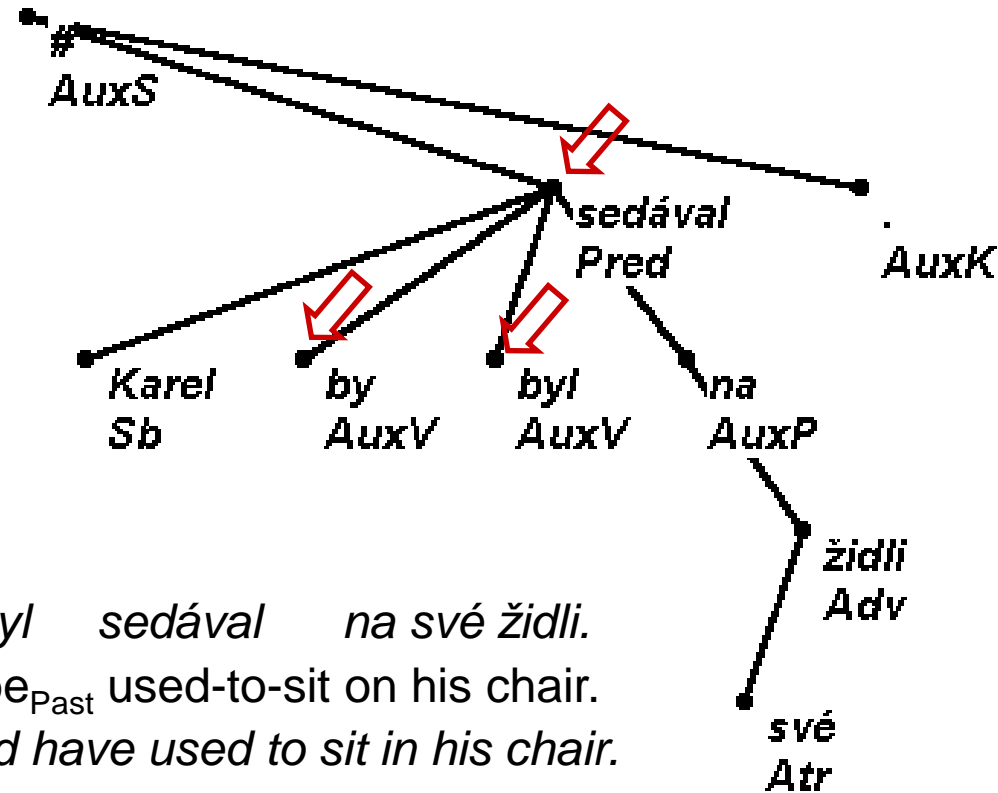 #
AuxS
sedával
Pred
.
AuxK
Karel
Sb
by
AuxV
byl
AuxV
na
AuxP
židli
Adv
své
Atr
yl sedával na své židli.
oe_Past used-to-sit on his chair.
d have used to sit in his chair.